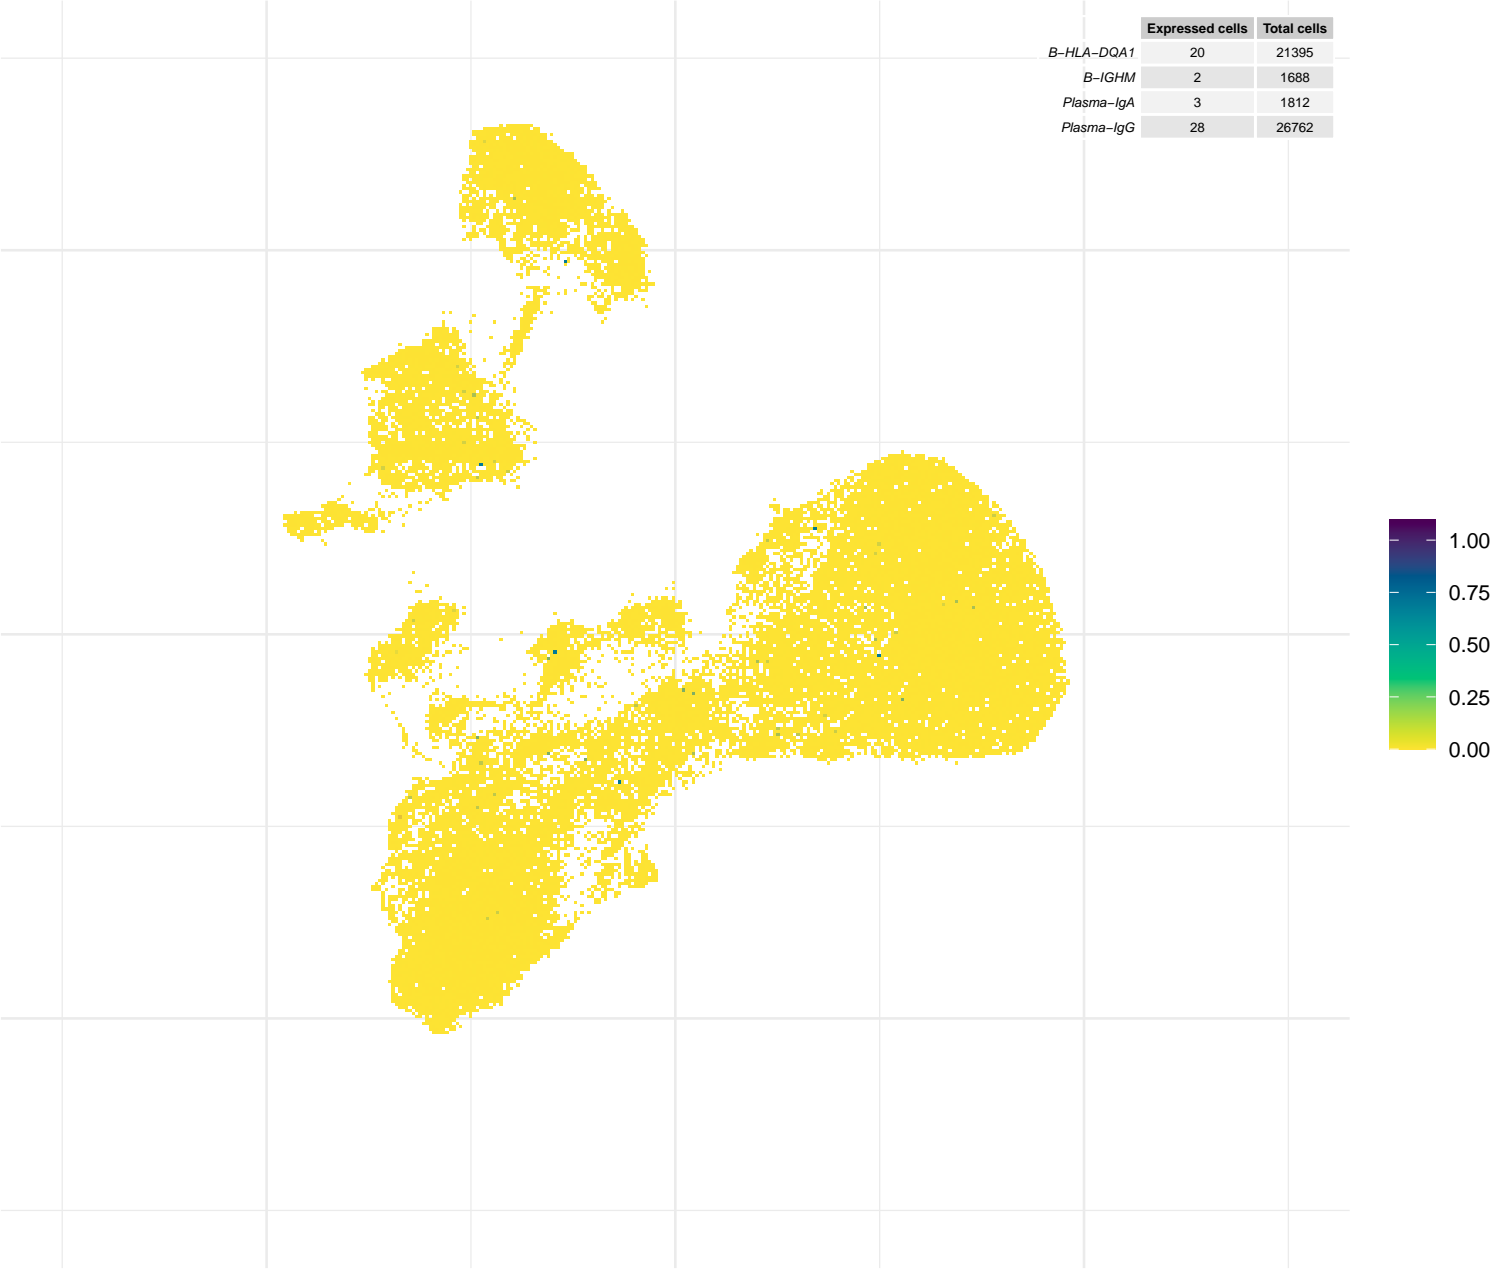 Expressed cells Total cells
B−HLA−DQA1 20 21395
B−IGHM 2 1688
Plasma−IgA 3 1812
Plasma−IgG 28 26762
1.00
0.75
0.50
0.25
0.00